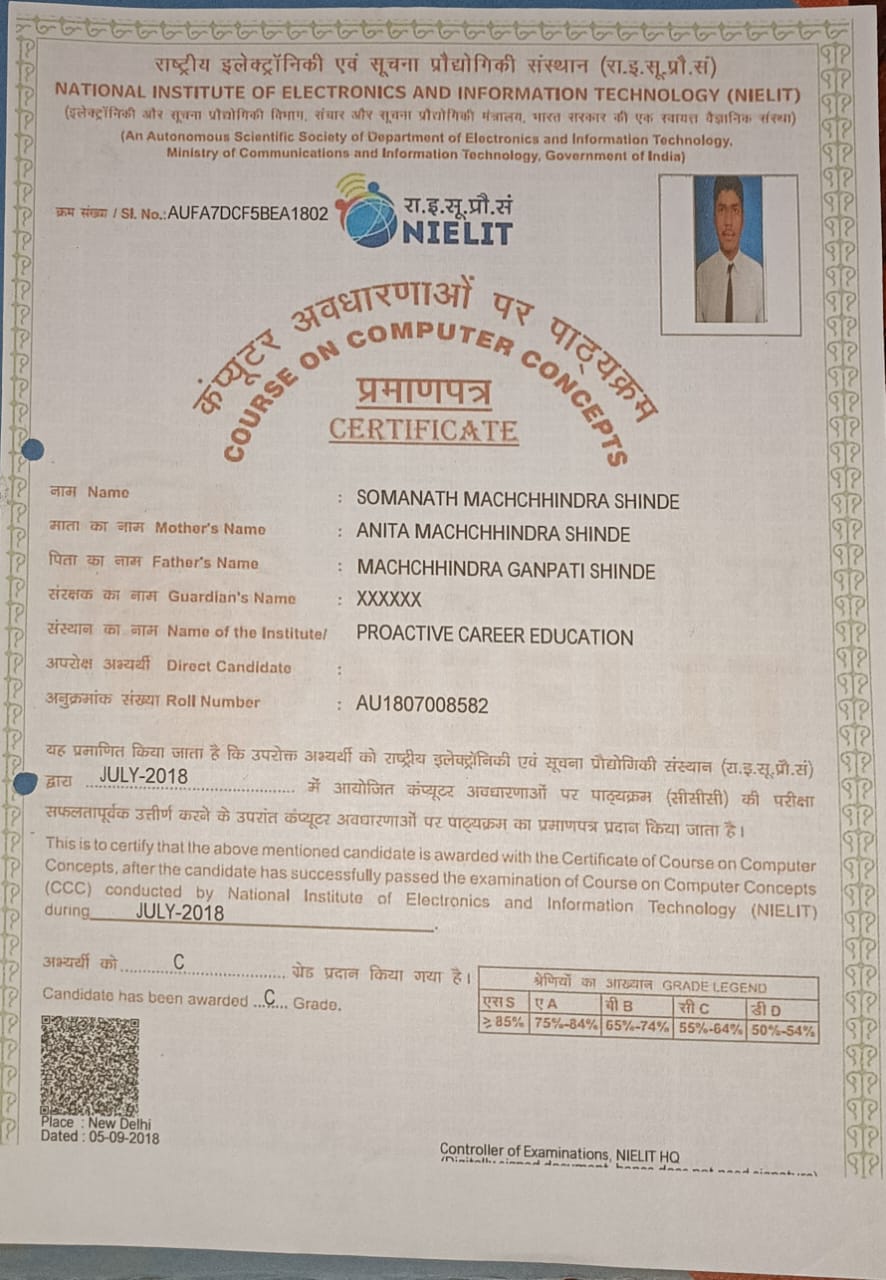 राष्ट्रीय इलेक्ट्रॉनिकी एवं सूचना प्रौद्योगिकी संस्थान (रा.इ.सू.प्रौ.सं)
NATIONAL INSTITUTE OF ELECTRONICS AND INFORMATION TECHNOLOGY (NIELIT)
(इलेक्ट्रॉनिकी और सूचना प्रौद्योगिकी विभाग, संचार और सूचना प्रौद्योगिकी मंत्रालय, भारत सरकार की एक स्वायत्त वैज्ञानिक संस्था)
(An Autonomous Scientific Society of Department of Electronics and Information Technology,
Ministry of Communications and Information Technology, Government of India)
क्रम संख्य / Sl. No.:AUFA7DCF5BEA1802
रा.इ.सू.प्रौ.सं
NIELIT
कंप्यूटर अवधारणाओं पर पाठ्यक्रम
COURSE ON COMPUTER CONCEPTS
प्रमाणपत्र
CERTIFICATE
नाम Name : SOMANATH MACHCHHINDRA SHINDE
माता का नाम Mother's Name : ANITA MACHCHHINDRA SHINDE
पिता का नाम Father's Name : MACHCHHINDRA GANPATI SHINDE
संरक्षक का नाम Guardian's Name : XXXXXX
संस्थान का नाम Name of the Institute/ PROACTIVE CAREER EDUCATION
अपरोक्ष अभ्यर्थी Direct Candidate :
अनुक्रमांक संख्या Roll Number : AU1807008582
यह प्रमाणित किया जाता है कि उपरोक्त अभ्यर्थी को राष्ट्रीय इलेक्ट्रॉनिकी एवं सूचना प्रौद्योगिकी संस्थान (रा.इ.सू.प्रौ.सं)
द्वारा JULY-2018 में आयोजित कंप्यूटर अवधारणाओं पर पाठ्यक्रम (सीसीसी) की परीक्षा
सफलतापूर्वक उत्तीर्ण करने के उपरांत कंप्यूटर अवधारणाओं पर पाठ्यक्रम का प्रमाणपत्र प्रदान किया जाता है।
This is to certify that the above mentioned candidate is awarded with the Certificate of Course on Computer
Concepts, after the candidate has successfully passed the examination of Course on Computer Concepts
(CCC) conducted by National Institute of Electronics and Information Technology (NIELIT)
during JULY-2018.
अभ्यर्थी को C ग्रेड प्रदान किया गया है।
Candidate has been awarded ...C.... Grade.
श्रेणियों का आख्यान GRADE LEGEND
एस S ए A बी B सी C डी D
≥ 85% 75%-84% 65%-74% 55%-64% 50%-54%
Place : New Delhi
Dated : 05-09-2018
Controller of Examinations, NIELIT HQ
(Digitally signed document, hence does not need signature)